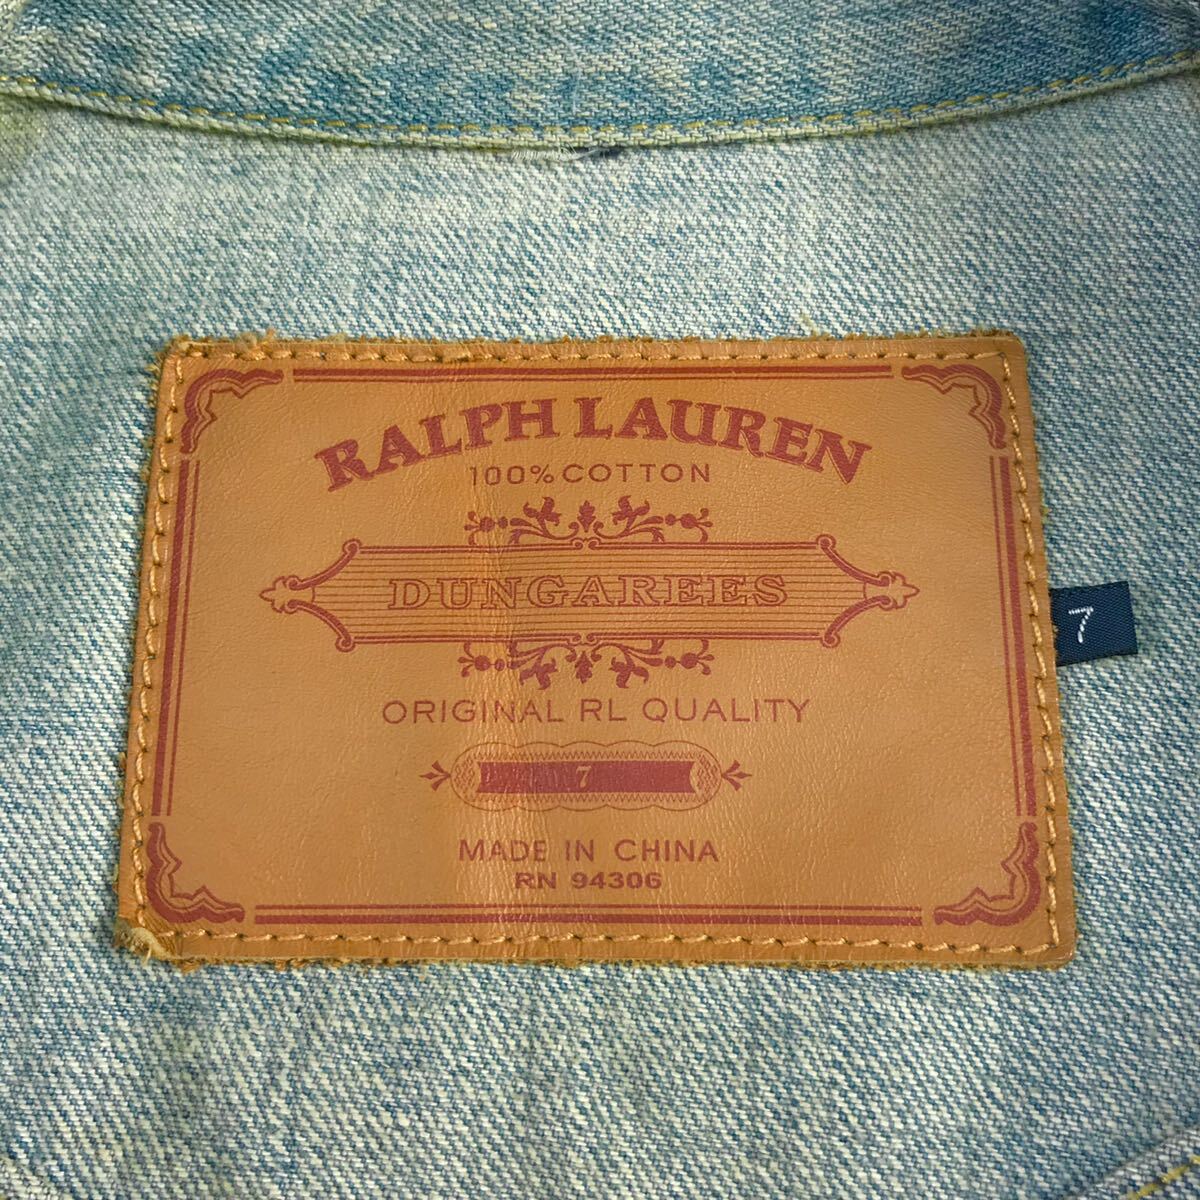 RALPH LAUREN
100% COTTON
DUNGAREES
ORIGINAL RL QUALITY
7
MADE IN CHINA
RN 94306
7